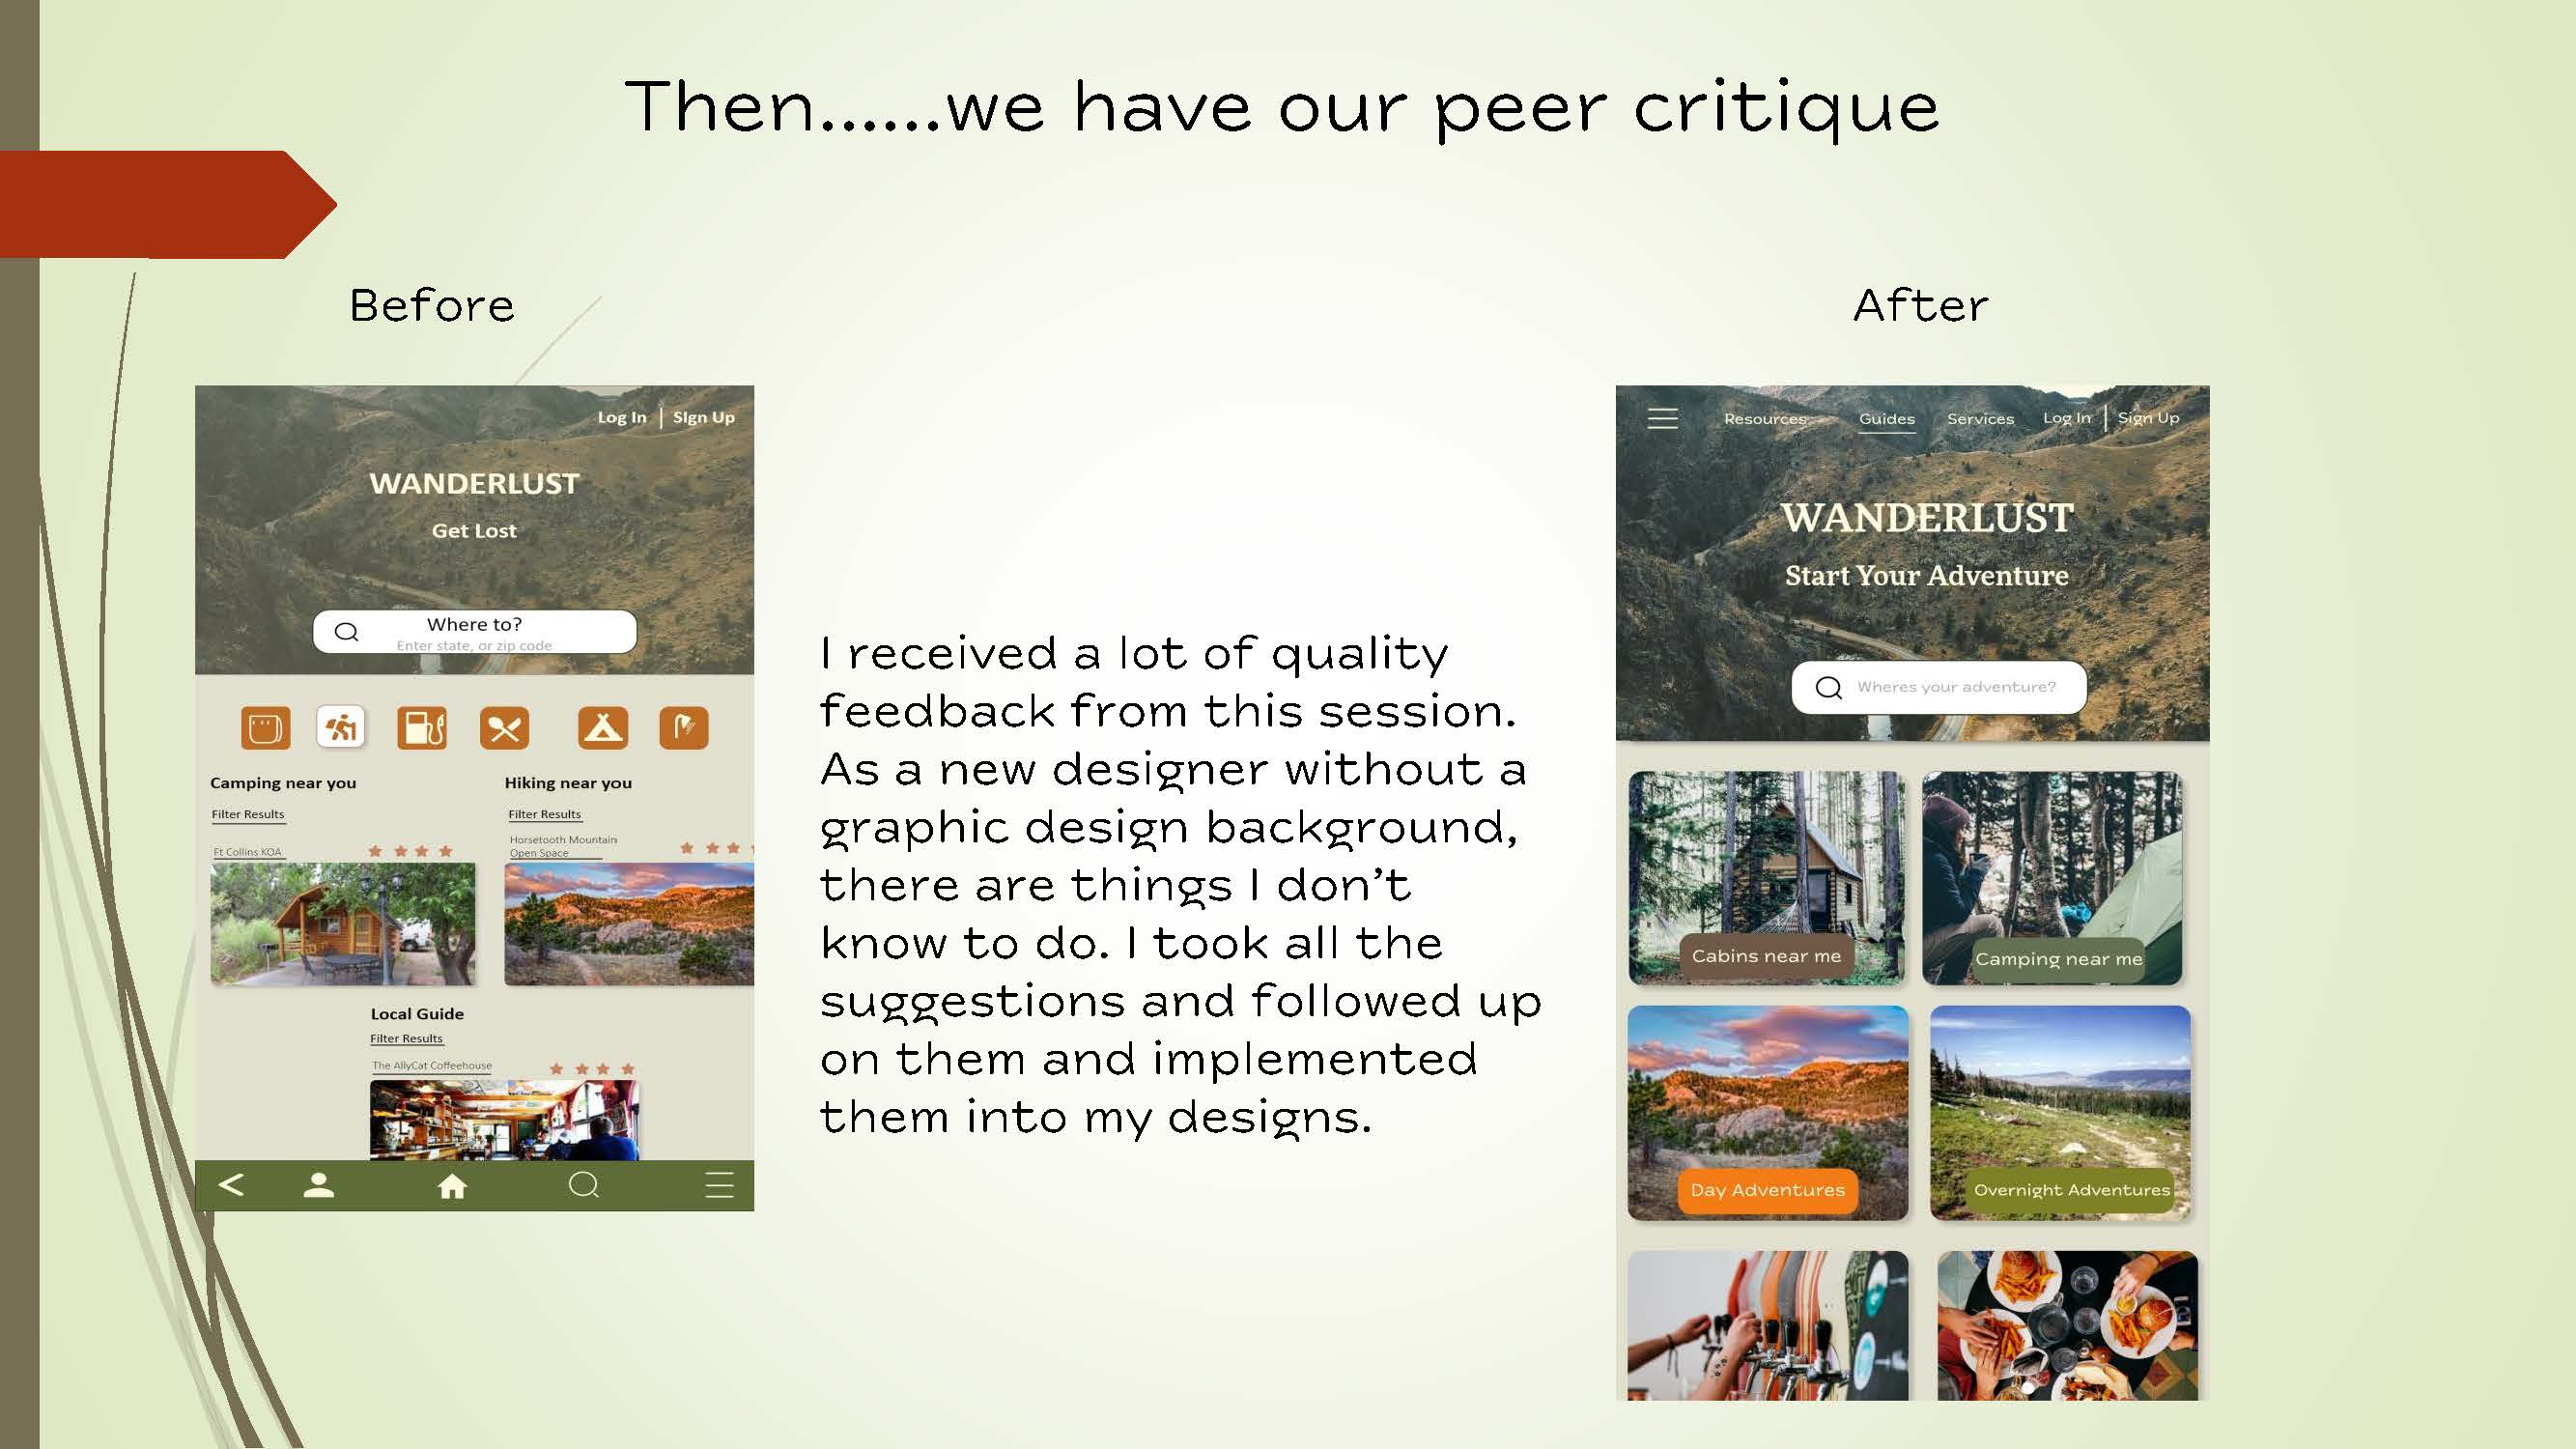 Then......we have our peer critique
Before
After
Log In | SIgn Up
WANDERLUST
Get Lost
Where to?
Enter state, or zip code
Camping near you
Hiking near you
Filter Results
Filter Results
Ft Collins KOA
Horsetooth Mountain
Open Space
Local Guide
Filter Results
The AllyCat Coffeehouse
I received a lot of quality
feedback from this session.
As a new designer without a
graphic design background,
there are things I don’t
know to do. I took all the
suggestions and followed up
on them and implemented
them into my designs.
Resources Guides Services Log In | Sign Up
WANDERLUST
Start Your Adventure
Wheres your adventure?
Cabins near me
Camping near me
Day Adventures
Overnight Adventures